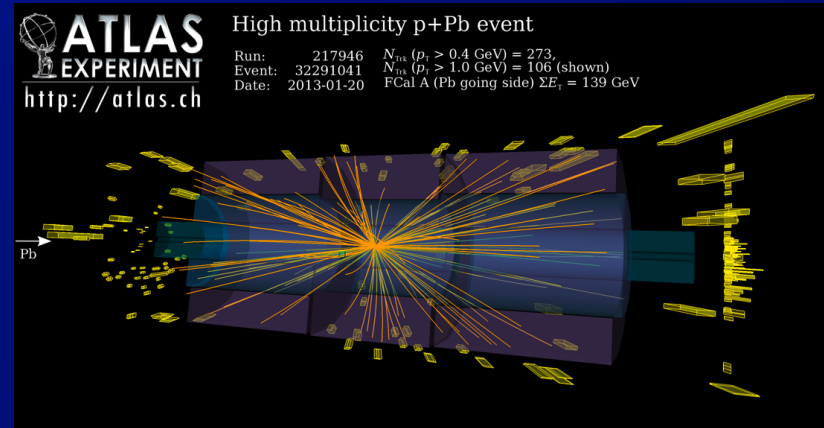 ATLAS
EXPERIMENT
http://atlas.ch
High multiplicity p+Pb event
Run: 217946
Event: 32291041
Date: 2013-01-20
N_Trk (p_T > 0.4 GeV) = 273,
N_Trk (p_T > 1.0 GeV) = 106 (shown)
FCal A (Pb going side) ΣE_T = 139 GeV
Pb